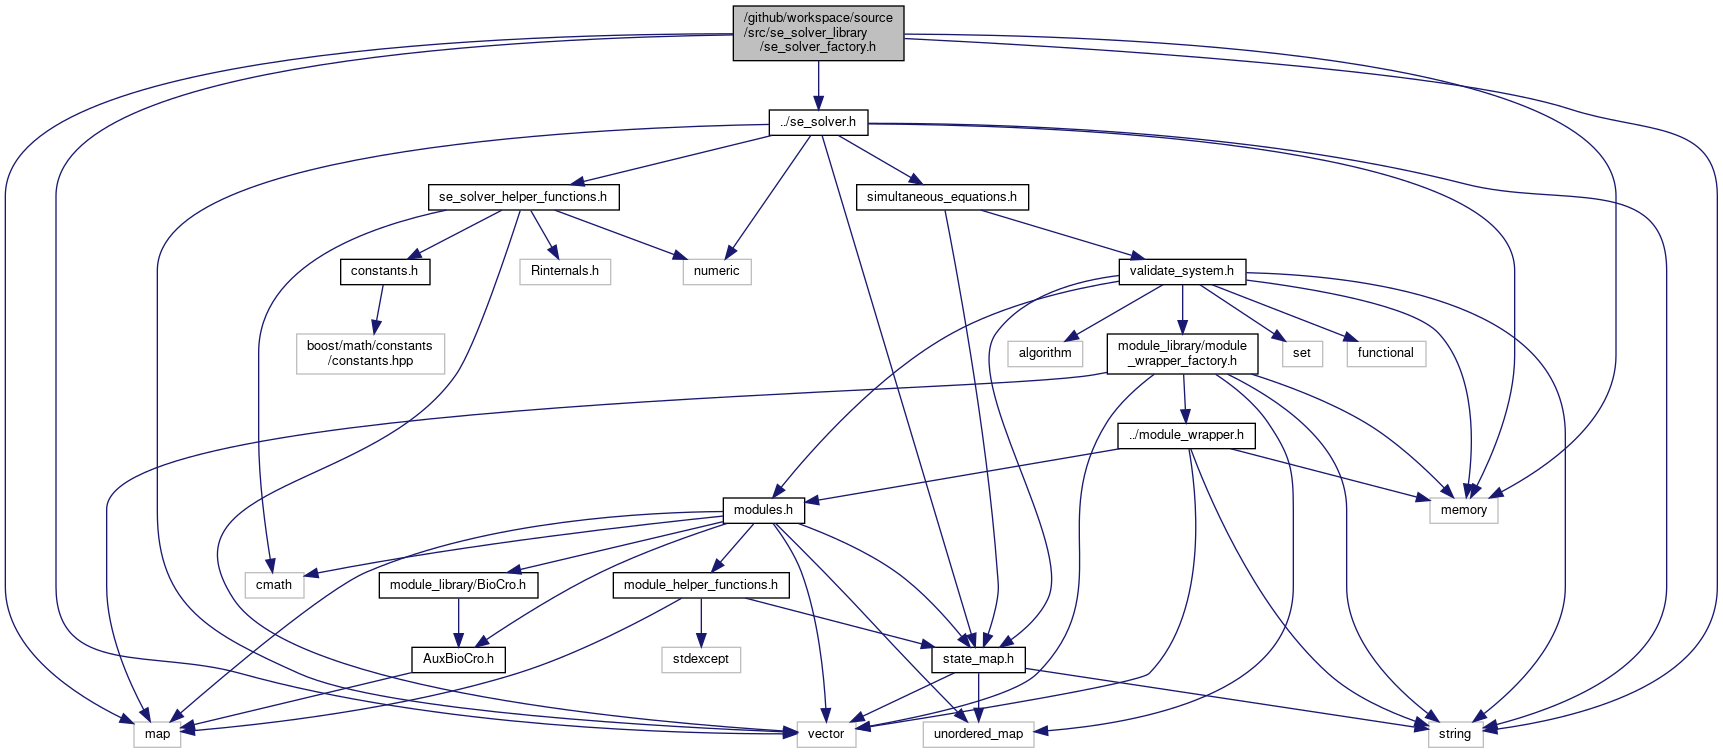 /github/workspace/source
/src/se_solver_library
/se_solver_factory.h
../se_solver.h
se_solver_helper_functions.h
simultaneous_equations.h
constants.h
Rinternals.h
numeric
validate_system.h
boost/math/constants
/constants.hpp
algorithm
module_library/module
_wrapper_factory.h
set
functional
../module_wrapper.h
modules.h
memory
cmath
module_library/BioCro.h
module_helper_functions.h
AuxBioCro.h
stdexcept
state_map.h
map
vector
unordered_map
string